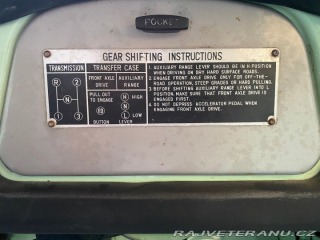 POCKET
GEAR SHIFTING INSTRUCTIONS
TRANSMISSION
TRANSFER CASE
FRONT AXLE DRIVE
AUXILIARY RANGE
PULL OUT TO ENGAGE
BUTTON
H HIGH
N
L LOW
LEVER
R 2
N
1 3
1. AUXILIARY RANGE LEVER SHOULD BE IN H POSITION
WHEN DRIVING ON DRY HARD SURFACE ROADS.
2. ENGAGE FRONT AXLE DRIVE ONLY FOR OFF-THE-
ROAD OPERATION, STEEP GRADES OR HARD PULLING.
3. BEFORE SHIFTING AUXILIARY RANGE LEVER INTO L
POSITION, MAKE SURE THAT FRONT AXLE DRIVE IS
ENGAGED FIRST.
4. DO NOT DEPRESS ACCELERATOR PEDAL WHEN
ENGAGING FRONT AXLE DRIVE.
RAJVETERANU.CZ